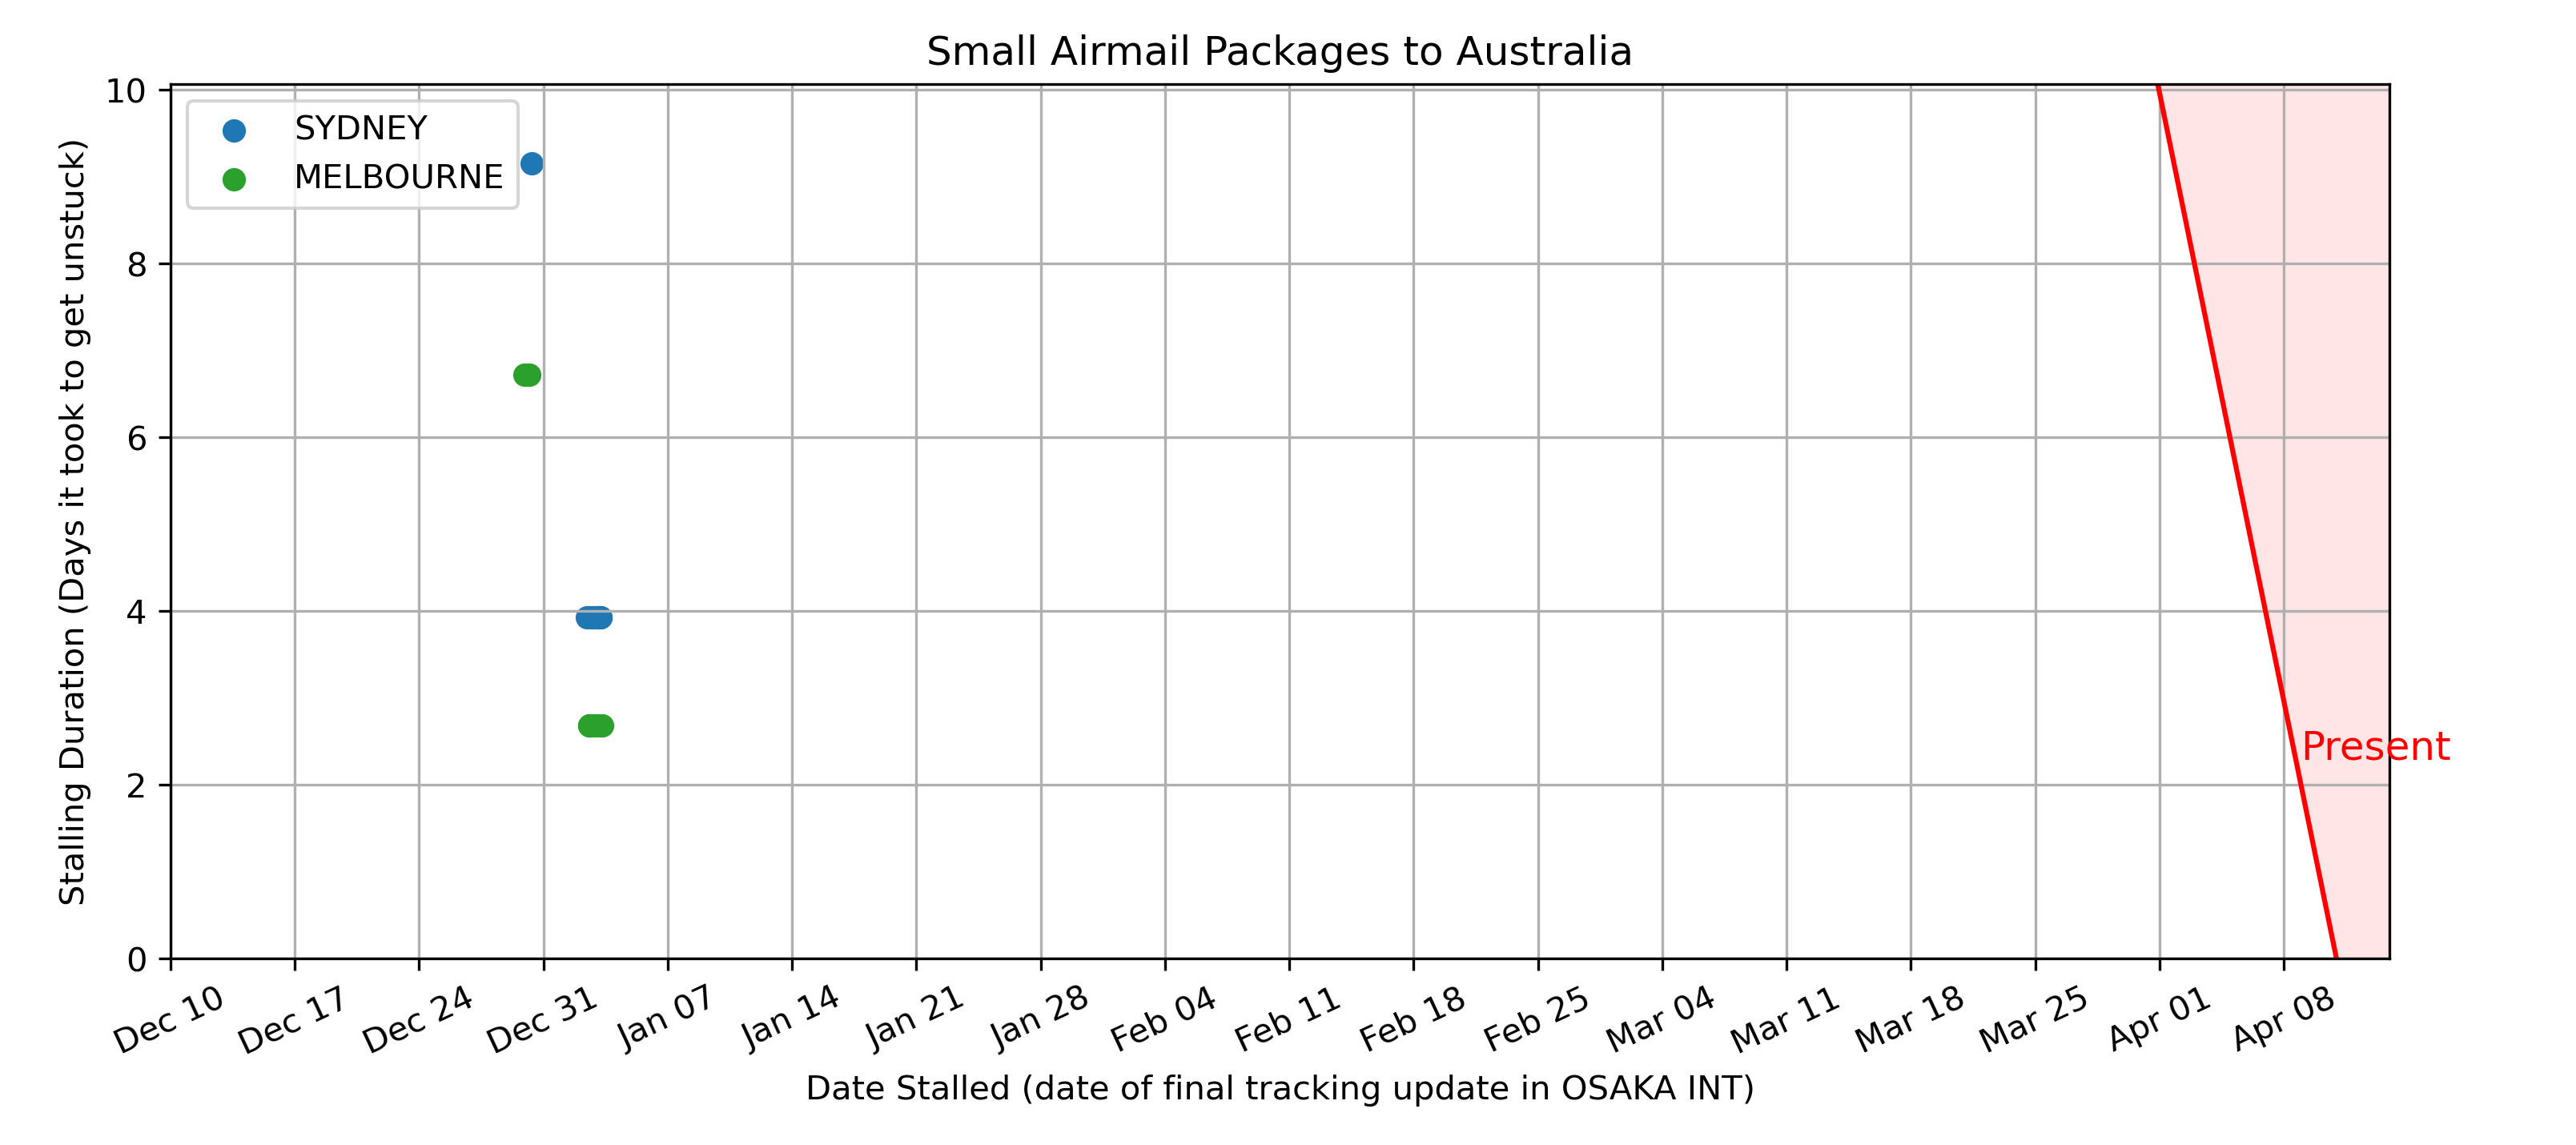 Small Airmail Packages to Australia
SYDNEY
MELBOURNE
Stalling Duration (Days it took to get unstuck)
10
8
6
4
2
0
Present
Dec 10
Dec 17
Dec 24
Dec 31
Jan 07
Jan 14
Jan 21
Jan 28
Feb 04
Feb 11
Feb 18
Feb 25
Mar 04
Mar 11
Mar 18
Mar 25
Apr 01
Apr 08
Date Stalled (date of final tracking update in OSAKA INT)